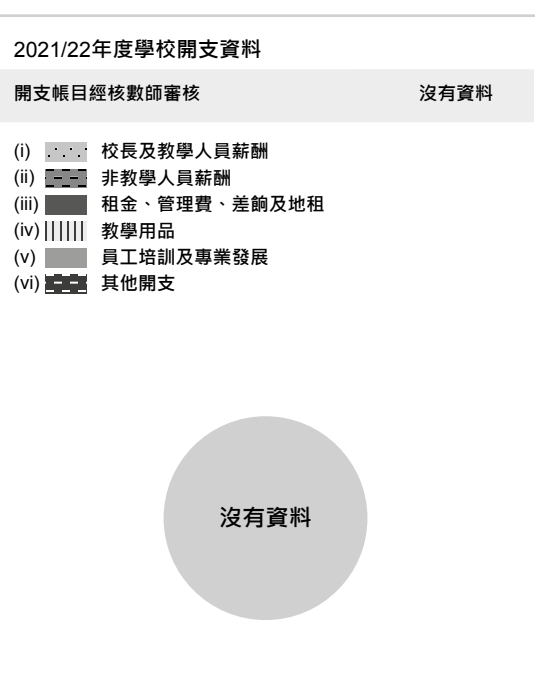 2021/22年度學校開支資料
開支帳目經核數師審核 沒有資料
(i) 校長及教學人員薪酬
(ii) 非教學人員薪酬
(iii) 租金、管理費、差餉及地租
(iv) 教學用品
(v) 員工培訓及專業發展
(vi) 其他開支
沒有資料